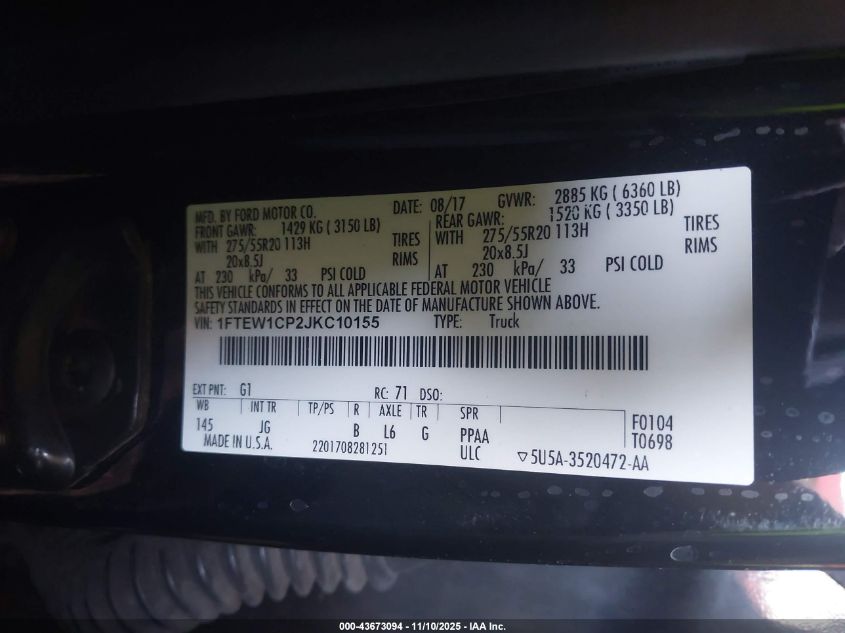 MFD. BY FORD MOTOR CO. DATE: 08/17 GVWR: 2885 KG ( 6360 LB)
FRONT GAWR: 1429 KG ( 3150 LB) REAR GAWR: 1520 KG ( 3350 LB)
WITH 275/55R20 113H TIRES WITH 275/55R20 113H TIRES
20x8.5J RIMS 20x8.5J RIMS
AT 230 kPa/ 33 PSI COLD AT 230 kPa/ 33 PSI COLD
THIS VEHICLE CONFORMS TO ALL APPLICABLE FEDERAL MOTOR VEHICLE
SAFETY STANDARDS IN EFFECT ON THE DATE OF MANUFACTURE SHOWN ABOVE.
VIN: 1FTEW1CP2JKC10155 TYPE: Truck
EXT PNT: G1 RC: 71 DSO:
WB INT TR TP/PS R AXLE TR SPR F0104
145 JG B L6 G PPAA T0698
MADE IN U.S.A. 2201708281251 ULC ▽5U5A-3520472-AA
000-43673094 - 11/10/2025 - IAA Inc.